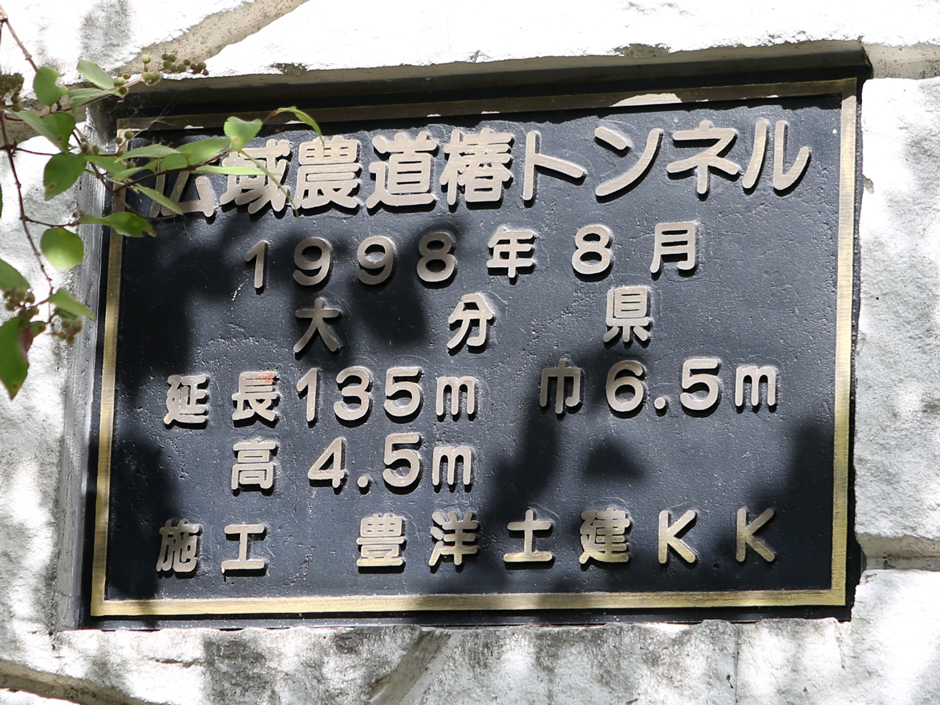 広域農道椿トンネル
1998年8月
大分県
延長135m 巾6.5m
高4.5m
施工 豊洋土建KK